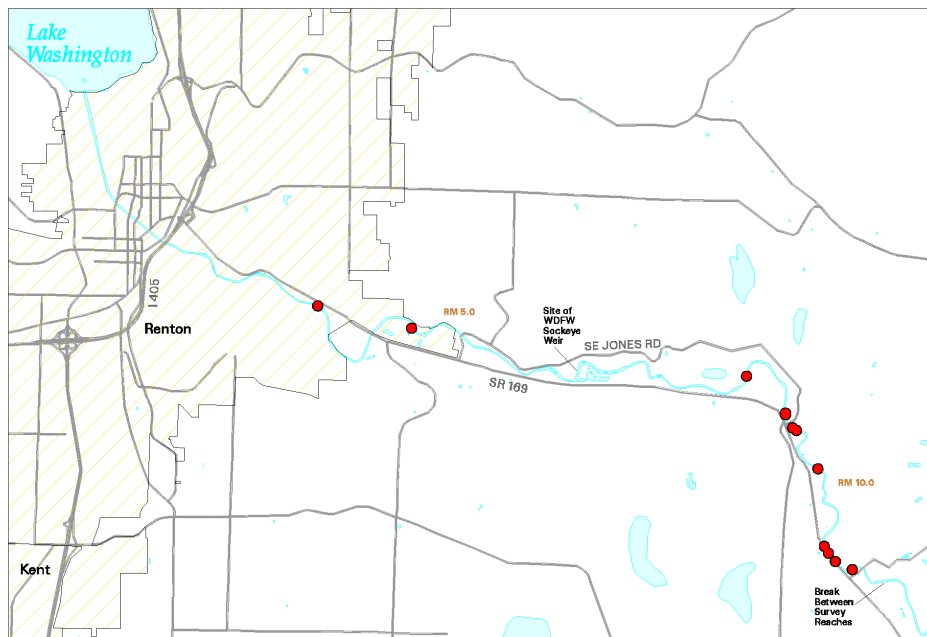 Lake
Washington
I 405
Renton
RM 5.0
Site of
WDFW
Sockeye
Weir
SE JONES RD
SR 169
RM 10.0
Kent
Break
Between
Survey
Reaches